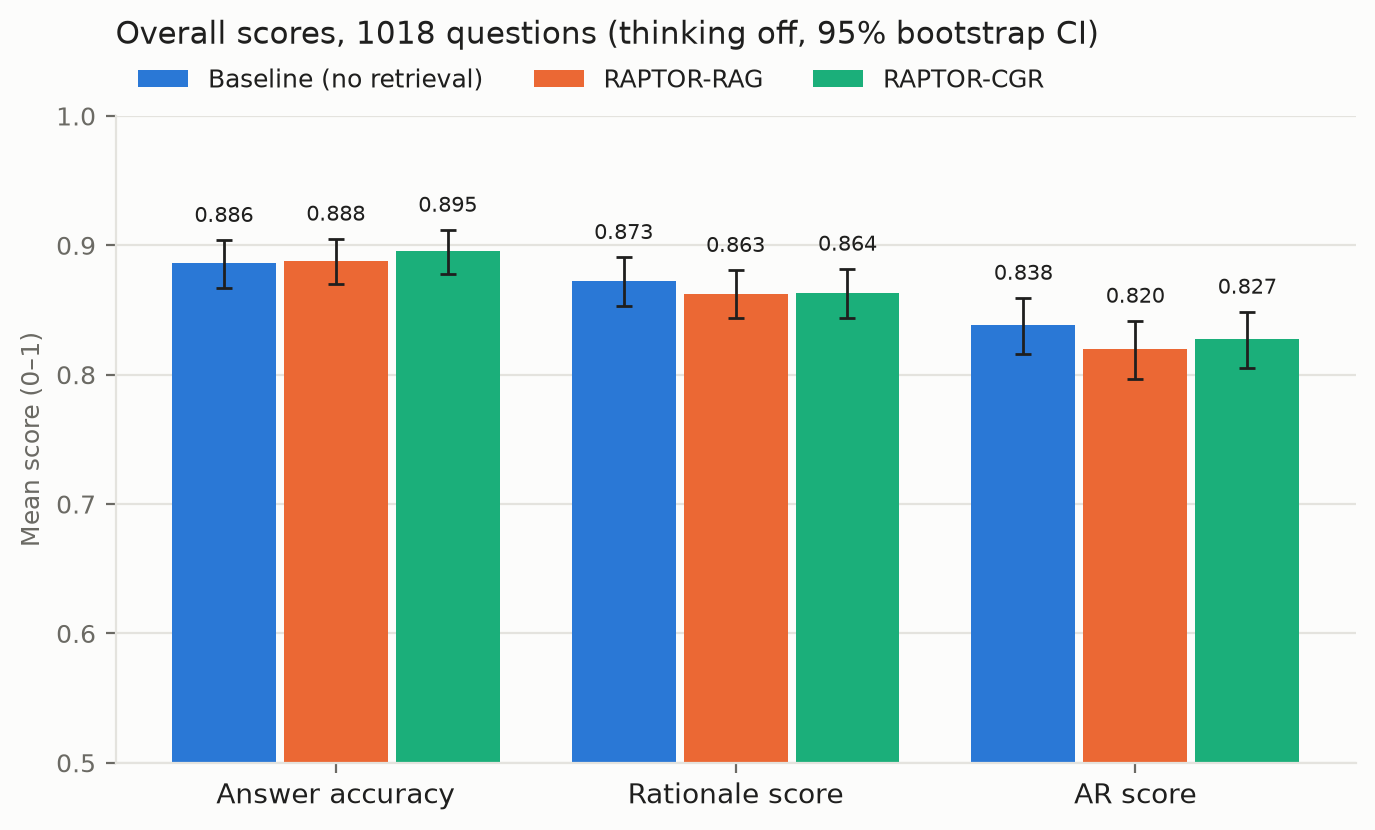 Overall scores, 1018 questions (thinking off, 95% bootstrap CI)
Baseline (no retrieval) RAPTOR-RAG RAPTOR-CGR
Mean score (0–1)
1.0
0.9
0.8
0.7
0.6
0.5
0.886 0.888 0.895
0.873 0.863 0.864
0.838 0.820 0.827
Answer accuracy Rationale score AR score